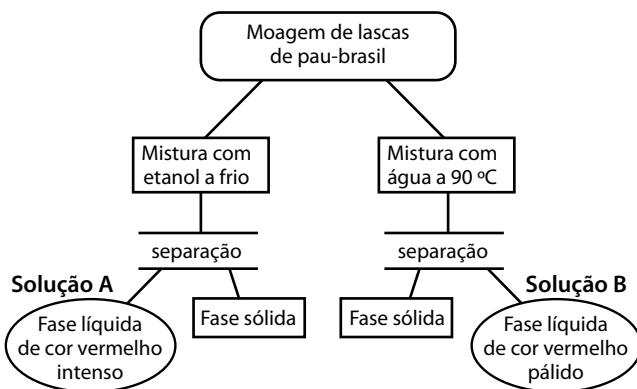 Moagem de lascas
de pau-brasil
Mistura com
etanol a frio
Mistura com
água a 90 ºC
separação
separação
Solução A
Solução B
Fase líquida
de cor vermelho
intenso
Fase sólida
Fase sólida
Fase líquida
de cor vermelho
pálido